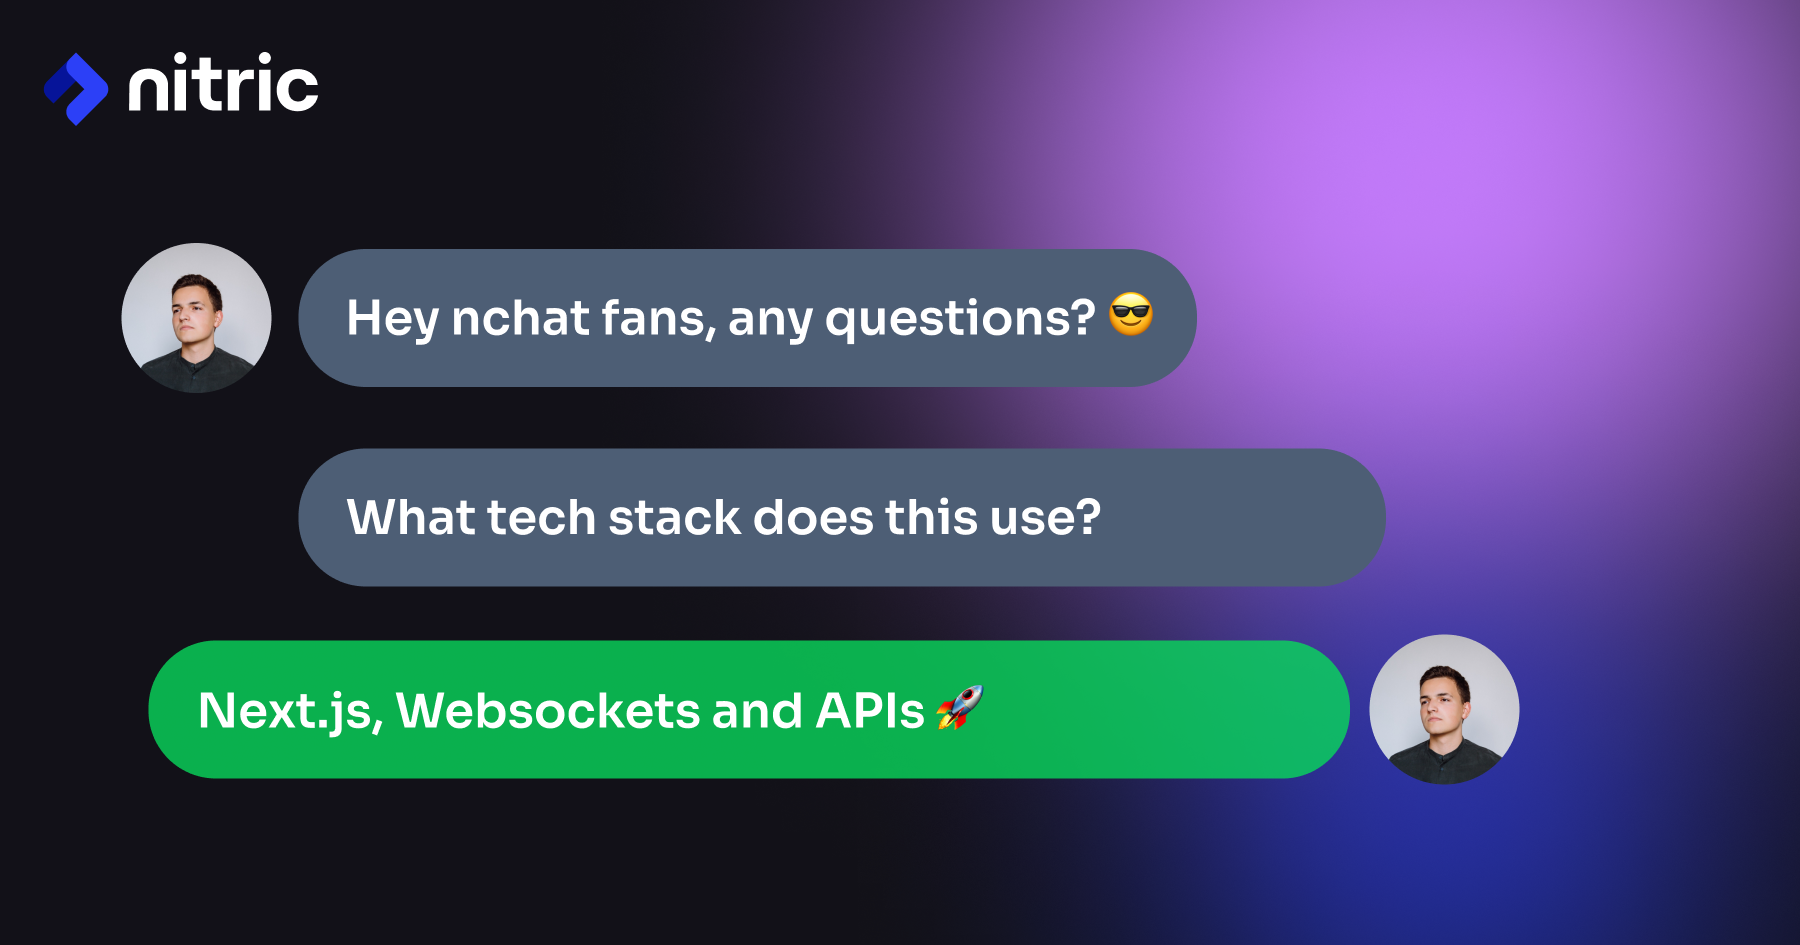 nitric
Hey nchat fans, any questions? 😎
What tech stack does this use?
Next.js, Websockets and APIs 🚀